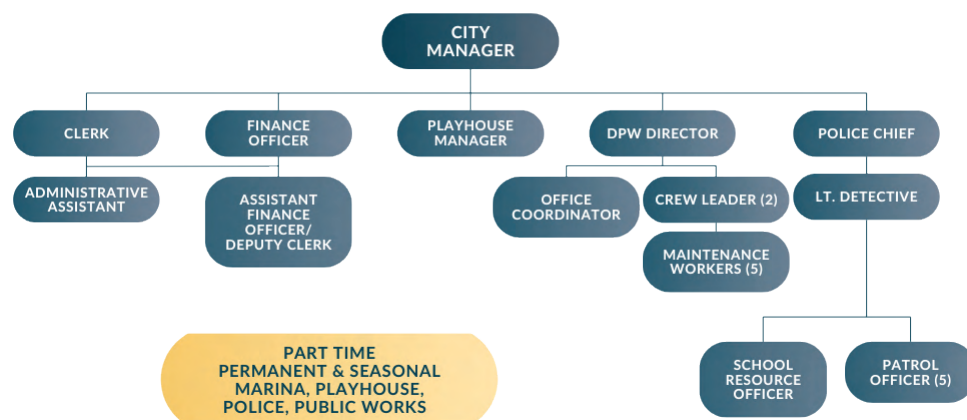 CITY
MANAGER
CLERK
FINANCE
OFFICER
PLAYHOUSE
MANAGER
DPW DIRECTOR
POLICE CHIEF
ADMINISTRATIVE
ASSISTANT
ASSISTANT
FINANCE
OFFICER/
DEPUTY CLERK
OFFICE
COORDINATOR
CREW LEADER (2)
LT. DETECTIVE
MAINTENANCE
WORKERS (5)
PART TIME
PERMANENT & SEASONAL
MARINA, PLAYHOUSE,
POLICE, PUBLIC WORKS
SCHOOL
RESOURCE
OFFICER
PATROL
OFFICER (5)